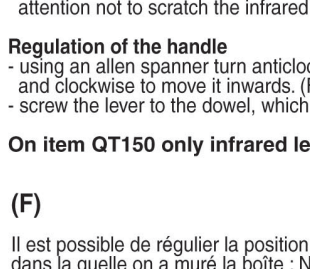 attention not to scratch the infrared
Regulation of the handle
- using an allen spanner turn anticloc
and clockwise to move it inwards. (
- screw the lever to the dowel, which
On item QT150 only infrared le
(F)
Il est possible de régulier la position
dans la quelle on a muré la boîte : N